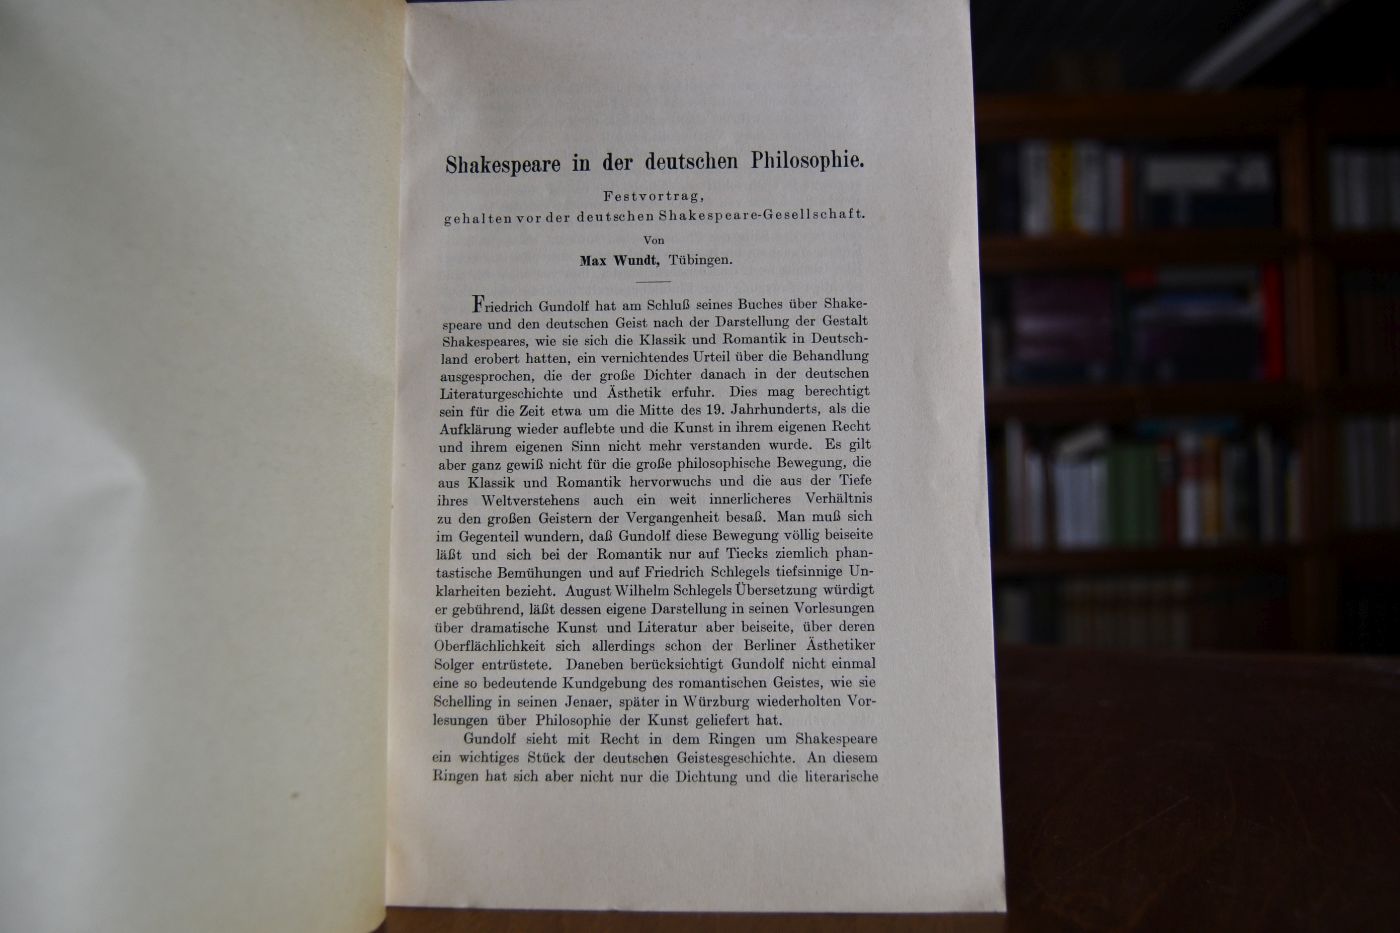 Shakespeare in der deutschen Philosophie.
Festvortrag,
gehalten vor der deutschen Shakespeare-Gesellschaft.
Von
Max Wundt, Tübingen.
Friedrich Gundolf hat am Schluß seines Buches über Shake-
speare und den deutschen Geist nach der Darstellung der Gestalt
Shakespeares, wie sie sich die Klassik und Romantik in Deutsch-
land erobert hatten, ein vernichtendes Urteil über die Behandlung
ausgesprochen, die der große Dichter danach in der deutschen
Literaturgeschichte und Ästhetik erfuhr. Dies mag berechtigt
sein für die Zeit etwa um die Mitte des 19. Jahrhunderts, als die
Aufklärung wieder auflebte und die Kunst in ihrem eigenen Recht
und ihrem eigenen Sinn nicht mehr verstanden wurde. Es gilt
aber ganz gewiß nicht für die große philosophische Bewegung, die
aus Klassik und Romantik hervorwuchs und die aus der Tiefe
ihres Weltverstehens auch ein weit innerlicheres Verhältnis
zu den großen Geistern der Vergangenheit besaß. Man muß sich
im Gegenteil wundern, daß Gundolf diese Bewegung völlig beiseite
läßt und sich bei der Romantik nur auf Tiecks ziemlich phan-
tastische Bemühungen und auf Friedrich Schlegels tiefsinnige Un-
klarheiten bezieht. August Wilhelm Schlegels Übersetzung würdigt
er gebührend, läßt dessen eigene Darstellung in seinen Vorlesungen
über dramatische Kunst und Literatur aber beiseite, über deren
Oberflächlichkeit sich allerdings schon der Berliner Ästhetiker
Solger entrüstete. Daneben berücksichtigt Gundolf nicht einmal
eine so bedeutende Kundgebung des romantischen Geistes, wie sie
Schelling in seinen Jenaer, später in Würzburg wiederholten Vor-
lesungen über Philosophie der Kunst geliefert hat.
Gundolf sieht mit Recht in dem Ringen um Shakespeare
ein wichtiges Stück der deutschen Geistesgeschichte. An diesem
Ringen hat sich aber nicht nur die Dichtung und die literarische